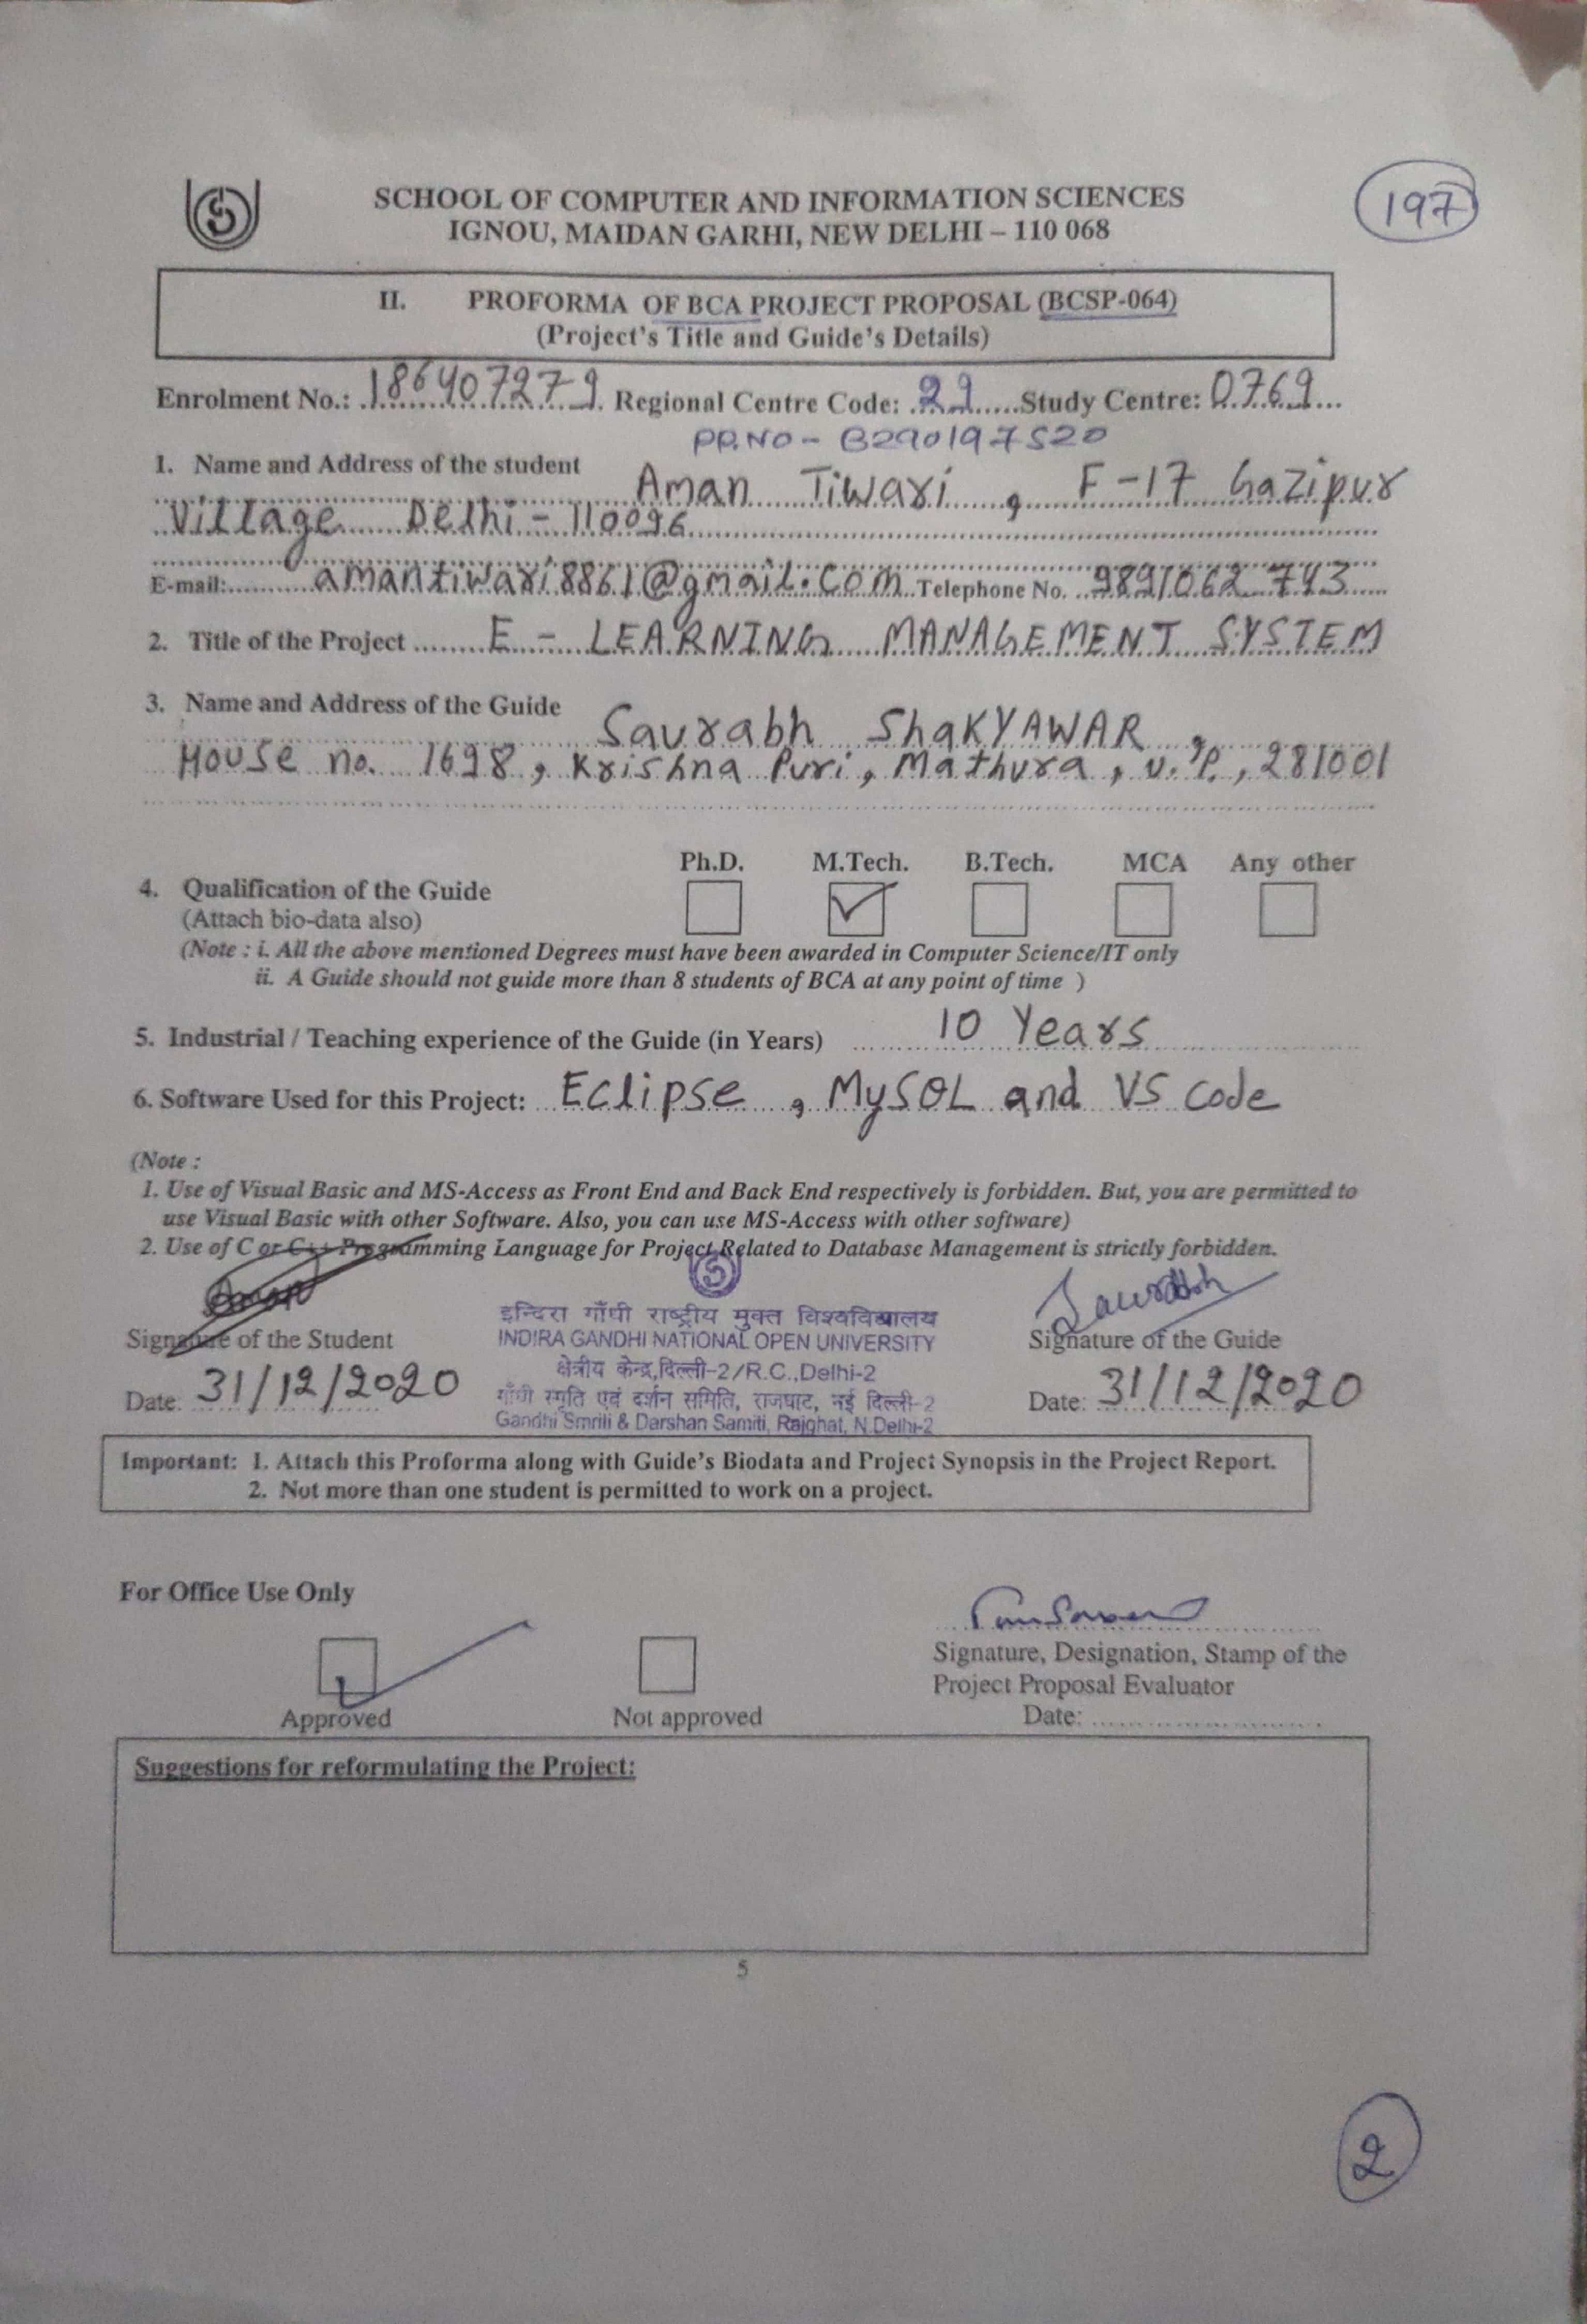 SCHOOL OF COMPUTER AND INFORMATION SCIENCES
IGNOU, MAIDAN GARHI, NEW DELHI – 110 068
197
II. PROFORMA OF BCA PROJECT PROPOSAL (BCSP-064)
(Project's Title and Guide's Details)
Enrolment No.: 186407279 Regional Centre Code: 29 Study Centre: 0769
PP.NO - B290197520
1. Name and Address of the student
Aman Tiwari, F-17 Gazipur
Village Delhi - 110096
E-mail: amantiwari8861@gmail.com Telephone No. 9891062743
2. Title of the Project E - LEARNING MANAGEMENT SYSTEM
3. Name and Address of the Guide
Saurabh ShaKYAWAR,
House no. 1698, Krishna Puri, Mathura, U.P., 281001
Ph.D. M.Tech. B.Tech. MCA Any other
4. Qualification of the Guide
(Attach bio-data also)
(Note : i. All the above mentioned Degrees must have been awarded in Computer Science/IT only
ii. A Guide should not guide more than 8 students of BCA at any point of time )
5. Industrial / Teaching experience of the Guide (in Years) 10 Years
6. Software Used for this Project: Eclipse, MySQL and VS Code
(Note :
1. Use of Visual Basic and MS-Access as Front End and Back End respectively is forbidden. But, you are permitted to
use Visual Basic with other Software. Also, you can use MS-Access with other software)
2. Use of C or C++ Programming Language for Project Related to Database Management is strictly forbidden.
Aman
Saurabh
इन्दिरा गाँधी राष्ट्रीय मुक्त विश्वविद्यालय
Signature of the Student
INDIRA GANDHI NATIONAL OPEN UNIVERSITY
Signature of the Guide
क्षेत्रीय केन्द्र,दिल्ली-2/R.C.,Delhi-2
Date: 31/12/2020
गाँधी स्मृति एवं दर्शन समिति, राजघाट, नई दिल्ली-2
Date: 31/12/2020
Gandhi Smriti & Darshan Samiti, Rajghat, N.Delhi-2
Important: 1. Attach this Proforma along with Guide's Biodata and Project Synopsis in the Project Report.
2. Not more than one student is permitted to work on a project.
For Office Use Only
Signature, Designation, Stamp of the
Project Proposal Evaluator
Approved Not approved Date:
Suggestions for reformulating the Project:
5
2